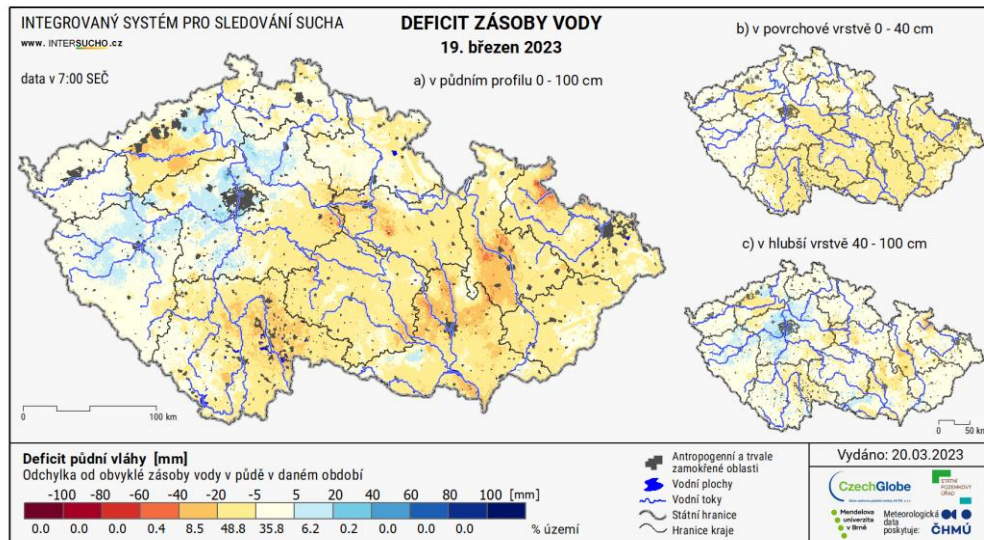 INTEGROVANÝ SYSTÉM PRO SLEDOVÁNÍ SUCHA
www. INTERSUCHO.cz
data v 7:00 SEČ
DEFICIT ZÁSOBY VODY
19. březen 2023
a) v půdním profilu 0 - 100 cm
b) v povrchové vrstvě 0 - 40 cm
c) v hlubší vrstvě 40 - 100 cm
0 100 km
0 50 km
Deficit půdní vláhy [mm]
Odchylka od obvyklé zásoby vody v půdě v daném období
-100 -80 -60 -40 -20 -5 5 20 40 60 80 100 [mm]
0.0 0.0 0.0 0.4 8.5 48.8 35.8 6.2 0.2 0.0 0.0 0.0 % území
Antropogenní a trvale
zamokřené oblasti
Vodní plochy
Vodní toky
Státní hranice
Hranice kraje
Vydáno: 20.03.2023
CzechGlobe
STÁTNÍ
POZEMKOVÝ
ÚŘAD
Mendelova
univerzita
v Brně
Meteorologická
data
poskytuje:
ČHMÚ